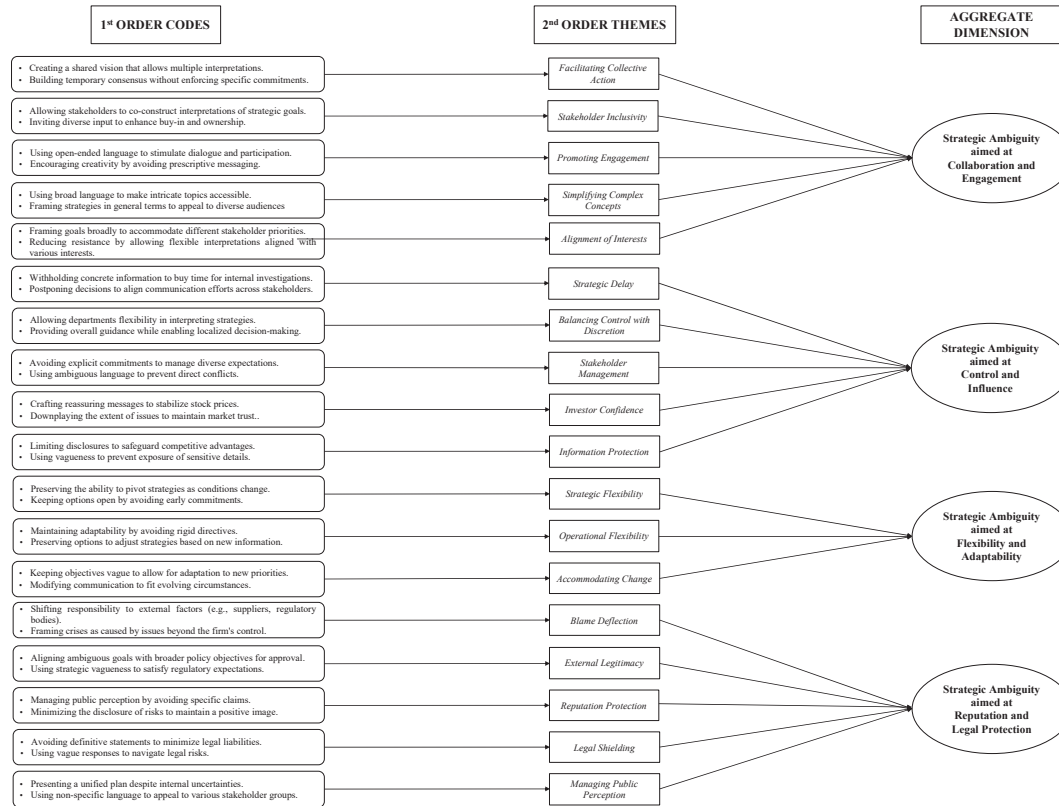 1st ORDER CODES
2nd ORDER THEMES
AGGREGATE
DIMENSION
• Creating a shared vision that allows multiple interpretations.
• Building temporary consensus without enforcing specific commitments.
Facilitating Collective
Action
• Allowing stakeholders to co-construct interpretations of strategic goals.
• Inviting diverse input to enhance buy-in and ownership.
Stakeholder Inclusivity
• Using open-ended language to stimulate dialogue and participation.
• Encouraging creativity by avoiding prescriptive messaging.
Promoting Engagement
• Using broad language to make intricate topics accessible.
• Framing strategies in general terms to appeal to diverse audiences
Simplifying Complex
Concepts
• Framing goals broadly to accommodate different stakeholder priorities.
• Reducing resistance by allowing flexible interpretations aligned with
various interests.
Alignment of Interests
Strategic Ambiguity
aimed at
Collaboration and
Engagement
• Withholding concrete information to buy time for internal investigations.
• Postponing decisions to align communication efforts across stakeholders.
Strategic Delay
• Allowing departments flexibility in interpreting strategies.
• Providing overall guidance while enabling localized decision-making.
Balancing Control with
Discretion
• Avoiding explicit commitments to manage diverse expectations.
• Using ambiguous language to prevent direct conflicts.
Stakeholder
Management
• Crafting reassuring messages to stabilize stock prices.
• Downplaying the extent of issues to maintain market trust..
Investor Confidence
• Limiting disclosures to safeguard competitive advantages.
• Using vagueness to prevent exposure of sensitive details.
Information Protection
Strategic Ambiguity
aimed at
Control and
Influence
• Preserving the ability to pivot strategies as conditions change.
• Keeping options open by avoiding early commitments.
Strategic Flexibility
• Maintaining adaptability by avoiding rigid directives.
• Preserving options to adjust strategies based on new information.
Operational Flexibility
• Keeping objectives vague to allow for adaptation to new priorities.
• Modifying communication to fit evolving circumstances.
Accommodating Change
Strategic Ambiguity
aimed at
Flexibility and
Adaptability
• Shifting responsibility to external factors (e.g., suppliers, regulatory
bodies).
• Framing crises as caused by issues beyond the firm's control.
Blame Deflection
• Aligning ambiguous goals with broader policy objectives for approval.
• Using strategic vagueness to satisfy regulatory expectations.
External Legitimacy
• Managing public perception by avoiding specific claims.
• Minimizing the disclosure of risks to maintain a positive image.
Reputation Protection
• Avoiding definitive statements to minimize legal liabilities.
• Using vague responses to navigate legal risks.
Legal Shielding
• Presenting a unified plan despite internal uncertainties.
• Using non-specific language to appeal to various stakeholder groups.
Managing Public
Perception
Strategic Ambiguity
aimed at
Reputation and
Legal Protection